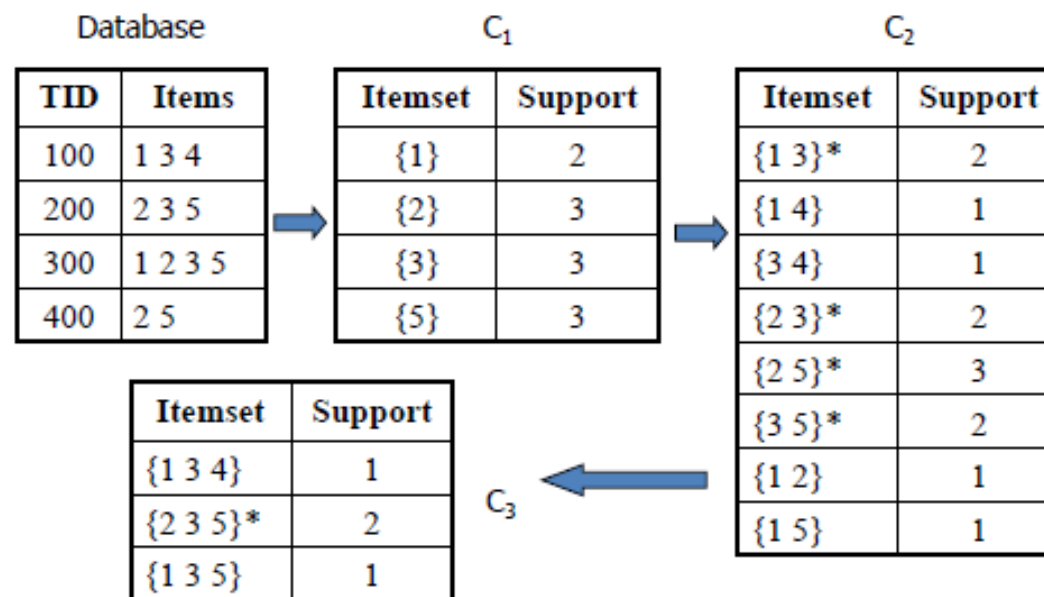 Database
TID Items
100 1 3 4
200 2 3 5
300 1 2 3 5
400 2 5
C₁
Itemset Support
{1} 2
{2} 3
{3} 3
{5} 3
C₂
Itemset Support
{1 3}* 2
{1 4} 1
{3 4} 1
{2 3}* 2
{2 5}* 3
{3 5}* 2
{1 2} 1
{1 5} 1
C₃
Itemset Support
{1 3 4} 1
{2 3 5}* 2
{1 3 5} 1